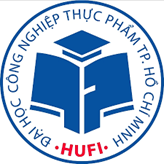 ĐẠI HỌC CÔNG NGHIỆP THỰC PHẨM TP. HỒ CHÍ MINH
· HUFI ·